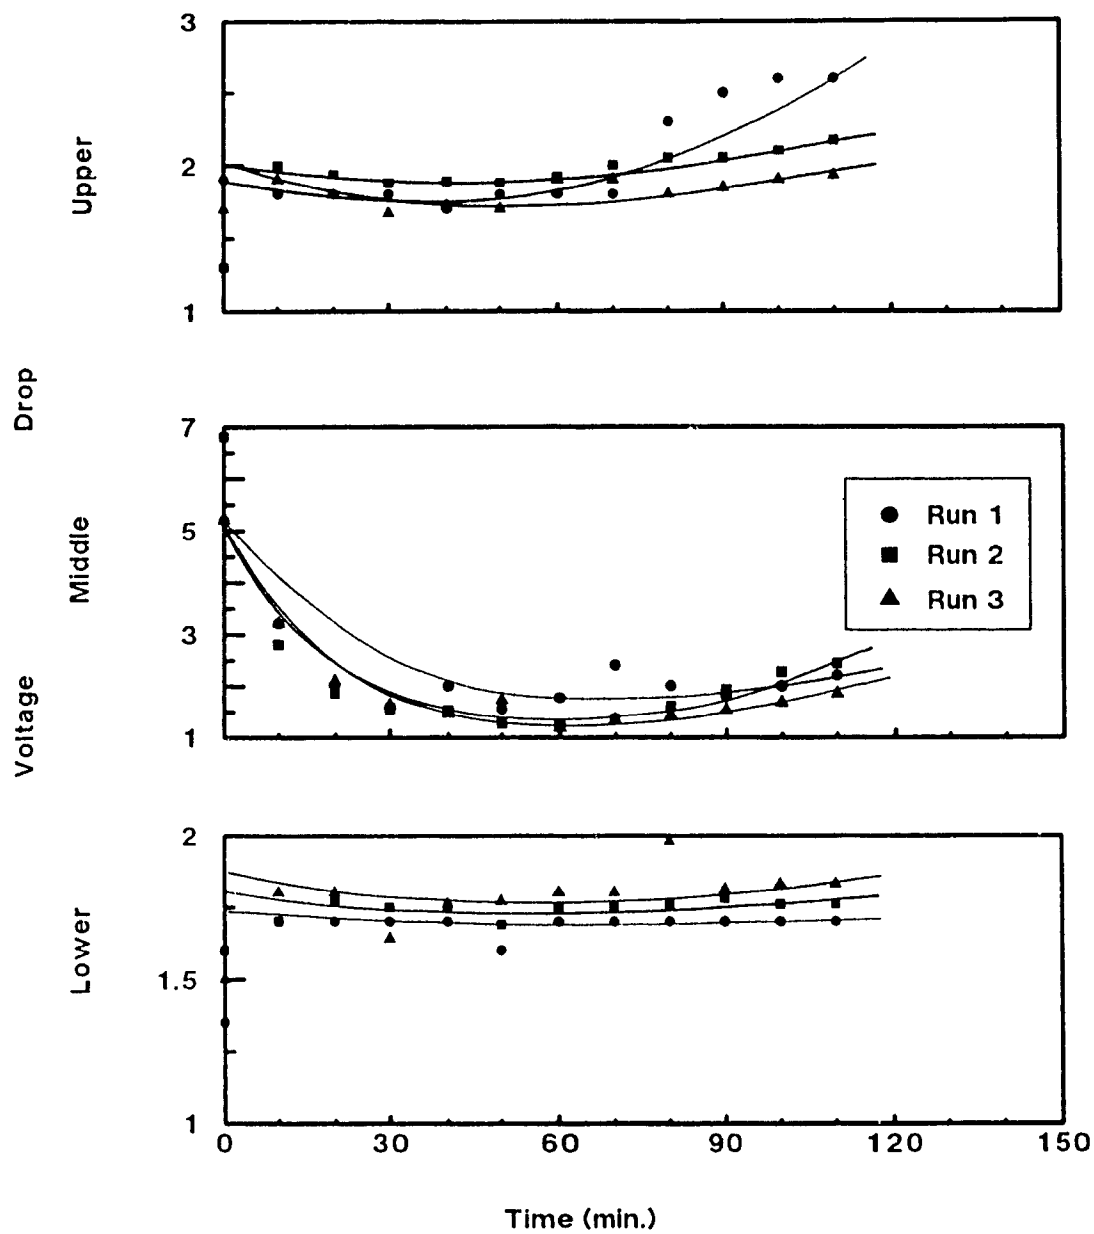 3
2
1
Upper
Drop
7
5
3
1
Middle
Run 1
Run 2
Run 3
Voltage
2
1.5
1
Lower
0 30 60 90 120 150
Time (min.)